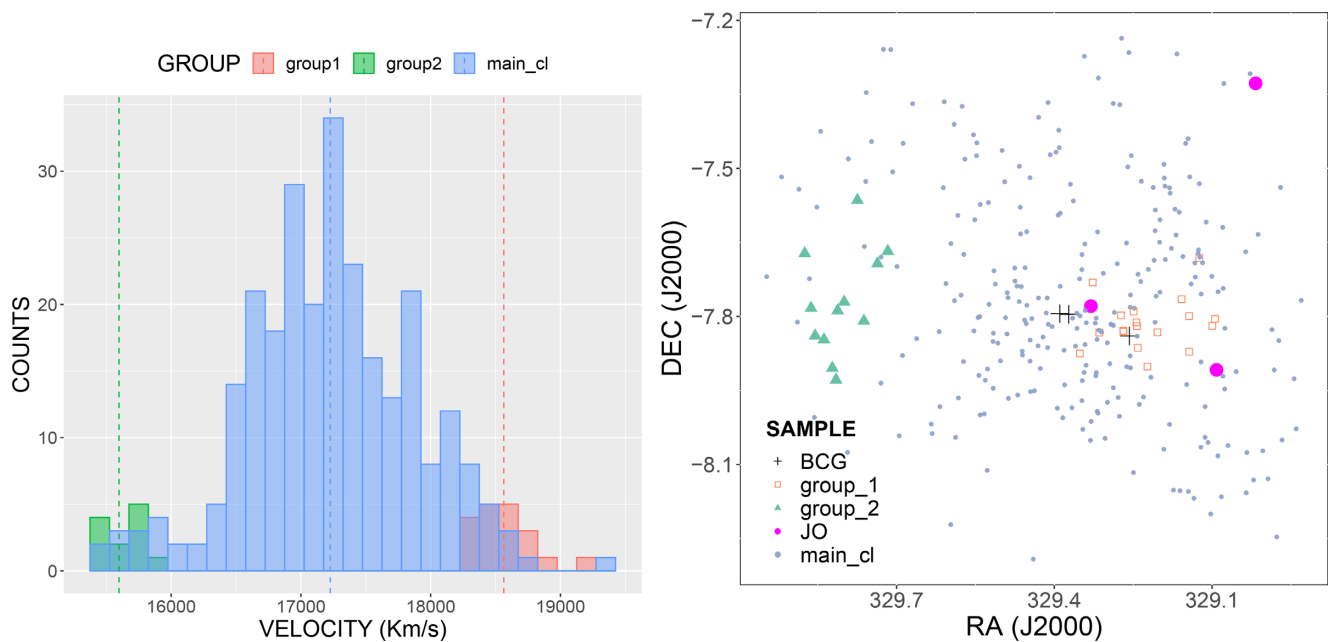 GROUP group1 group2 main_cl
COUNTS
30
20
10
0
16000 17000 18000 19000
VELOCITY (Km/s)
DEC (J2000)
−7.2
−7.5
−7.8
−8.1
SAMPLE
BCG
group_1
group_2
JO
main_cl
329.7 329.4 329.1
RA (J2000)